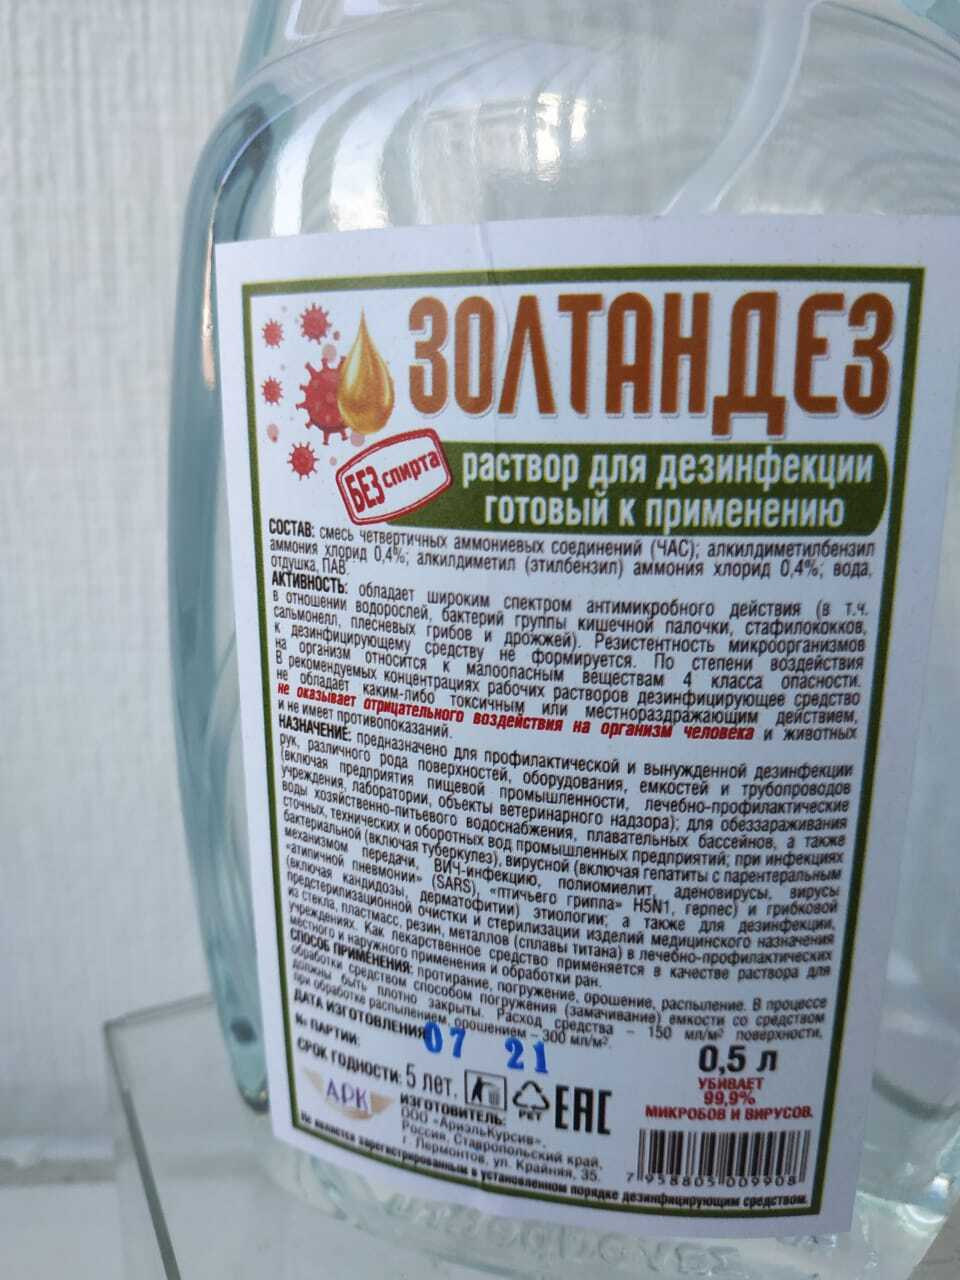 ЗОЛТАНДЕЗ
БЕЗ спирта
раствор для дезинфекции
готовый к применению
СОСТАВ: смесь четвертичных аммониевых соединений (ЧАС); алкилдиметилбензил
аммония хлорид 0,4%; алкилдиметил (этилбензил) аммония хлорид 0,4%; вода,
отдушка, ПАВ.
АКТИВНОСТЬ: обладает широким спектром антимикробного действия (в т.ч.
в отношении водорослей, бактерий группы кишечной палочки, стафилококков,
сальмонелл, плесневых грибов и дрожжей). Резистентность микроорганизмов
к дезинфицирующему средству не формируется. По степени воздействия
на организм относится к малоопасным веществам 4 класса опасности.
В рекомендуемых концентрациях рабочих растворов дезинфицирующее средство
не обладает каким-либо токсичным или местнораздражающим действием,
не оказывает отрицательного воздействия на организм человека и животных
и не имеет противопоказаний.
НАЗНАЧЕНИЕ: предназначено для профилактической и вынужденной дезинфекции
рук, различного рода поверхностей, оборудования, емкостей и трубопроводов
(включая предприятия пищевой промышленности, лечебно-профилактические
учреждения, лаборатории, объекты ветеринарного надзора); для обеззараживания
воды хозяйственно-питьевого водоснабжения, плавательных бассейнов, а также
сточных, технических и оборотных вод промышленных предприятий; при инфекциях
бактериальной (включая туберкулез), вирусной (включая гепатиты с парентеральным
механизмом передачи, ВИЧ-инфекцию, полиомиелит, аденовирусы, вирусы
«атипичной пневмонии» (SARS), «птичьего гриппа» H5N1, герпес) и грибковой
(включая кандидозы, дерматофитии) этиологии; а также для дезинфекции,
предстерилизационной очистки и стерилизации изделий медицинского назначения
из стекла, пластмасс, резин, металлов (сплавы титана) в лечебно-профилактических
учреждениях. Как лекарственное средство применяется в качестве раствора для
местного и наружного применения и обработки ран.
СПОСОБ ПРИМЕНЕНИЯ: протирание, погружение, орошение, распыление. В процессе
обработки средством способом погружения (замачивание) емкости со средством
должны быть плотно закрыты. Расход средства – 150 мл/м² поверхности,
при обработке распылением, орошением – 300 мл/м².
ДАТА ИЗГОТОВЛЕНИЯ 07 21
№ ПАРТИИ:
СРОК ГОДНОСТИ: 5 лет.
PET
EAC
АРК
ИЗГОТОВИТЕЛЬ:
ООО «АриэльКурсив».
Россия, Ставропольский край,
г. Лермонтов, ул. Крайняя, 35.
0,5 л
УБИВАЕТ
99,9%
МИКРОБОВ И ВИРУСОВ.
7 958805 009908
Не является зарегистрированным в установленном порядке дезинфицирующим средством.